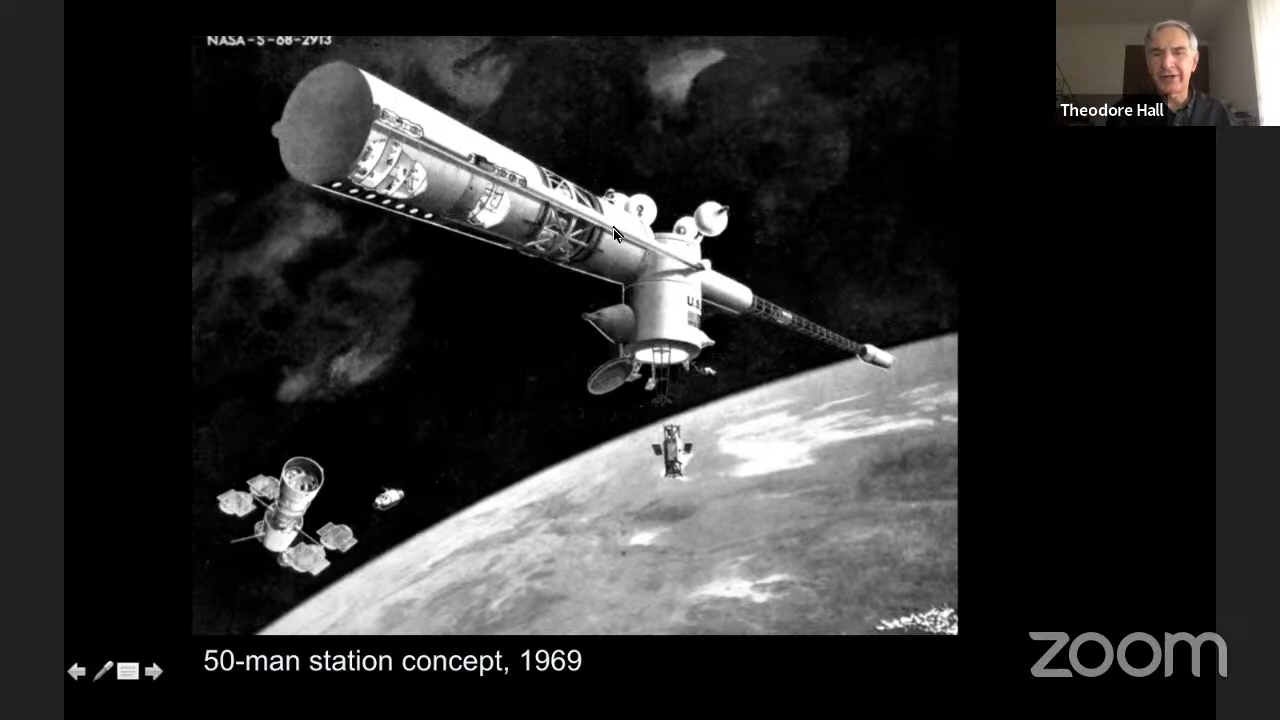 NASA-S-68-2913
Theodore Hall
U.S
50-man station concept, 1969
zoom